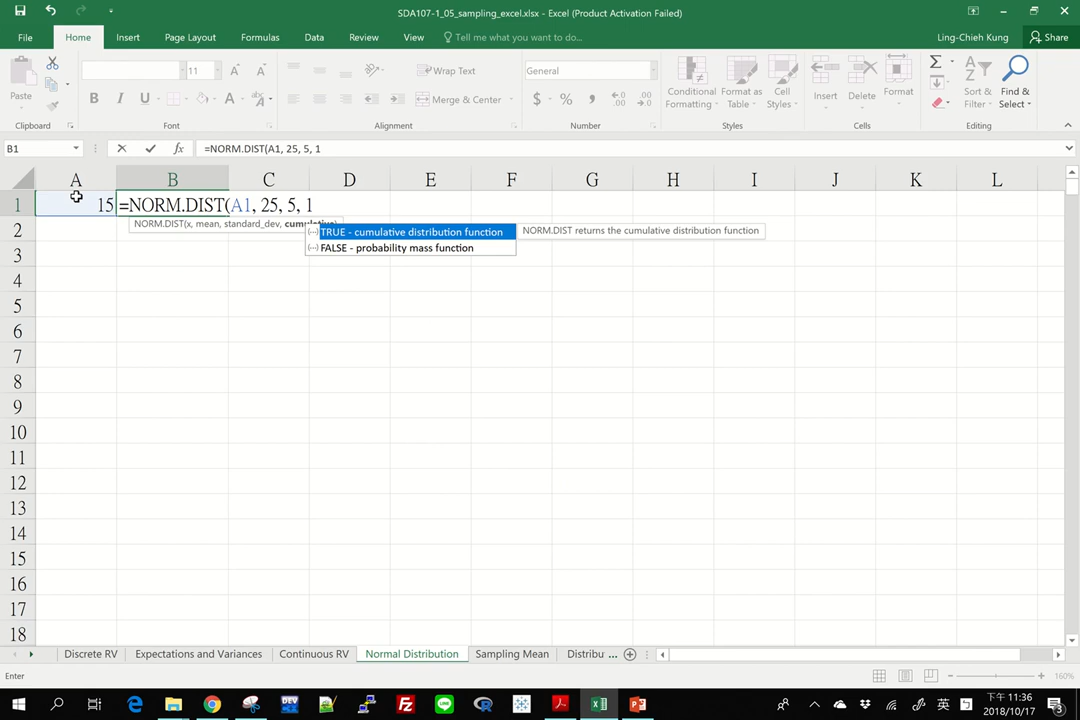 SDA107-1_05_sampling_excel.xlsx - Excel (Product Activation Failed)
File Home Insert Page Layout Formulas Data Review View Tell me what you want to do... Ling-Chieh Kung Share
Paste
11
Wrap Text
General
B I U A
Merge & Center
$ % ,
Conditional Formatting
Format as Table
Cell Styles
Insert Delete Format
Sort & Filter
Find & Select
Clipboard Font Alignment Number Styles Cells Editing
B1 fx =NORM.DIST(A1, 25, 5, 1
A B C D E F G H I J K L
1 15 =NORM.DIST(A1, 25, 5, 1
NORM.DIST(x, mean, standard_dev, cumulative)
TRUE - cumulative distribution function NORM.DIST returns the cumulative distribution function
FALSE - probability mass function
2
3
4
5
6
7
8
9
10
11
12
13
14
15
16
17
18
Discrete RV Expectations and Variances Continuous RV Normal Distribution Sampling Mean Distribu ...
Enter 160%
英 下午 11:36
2018/10/17 3